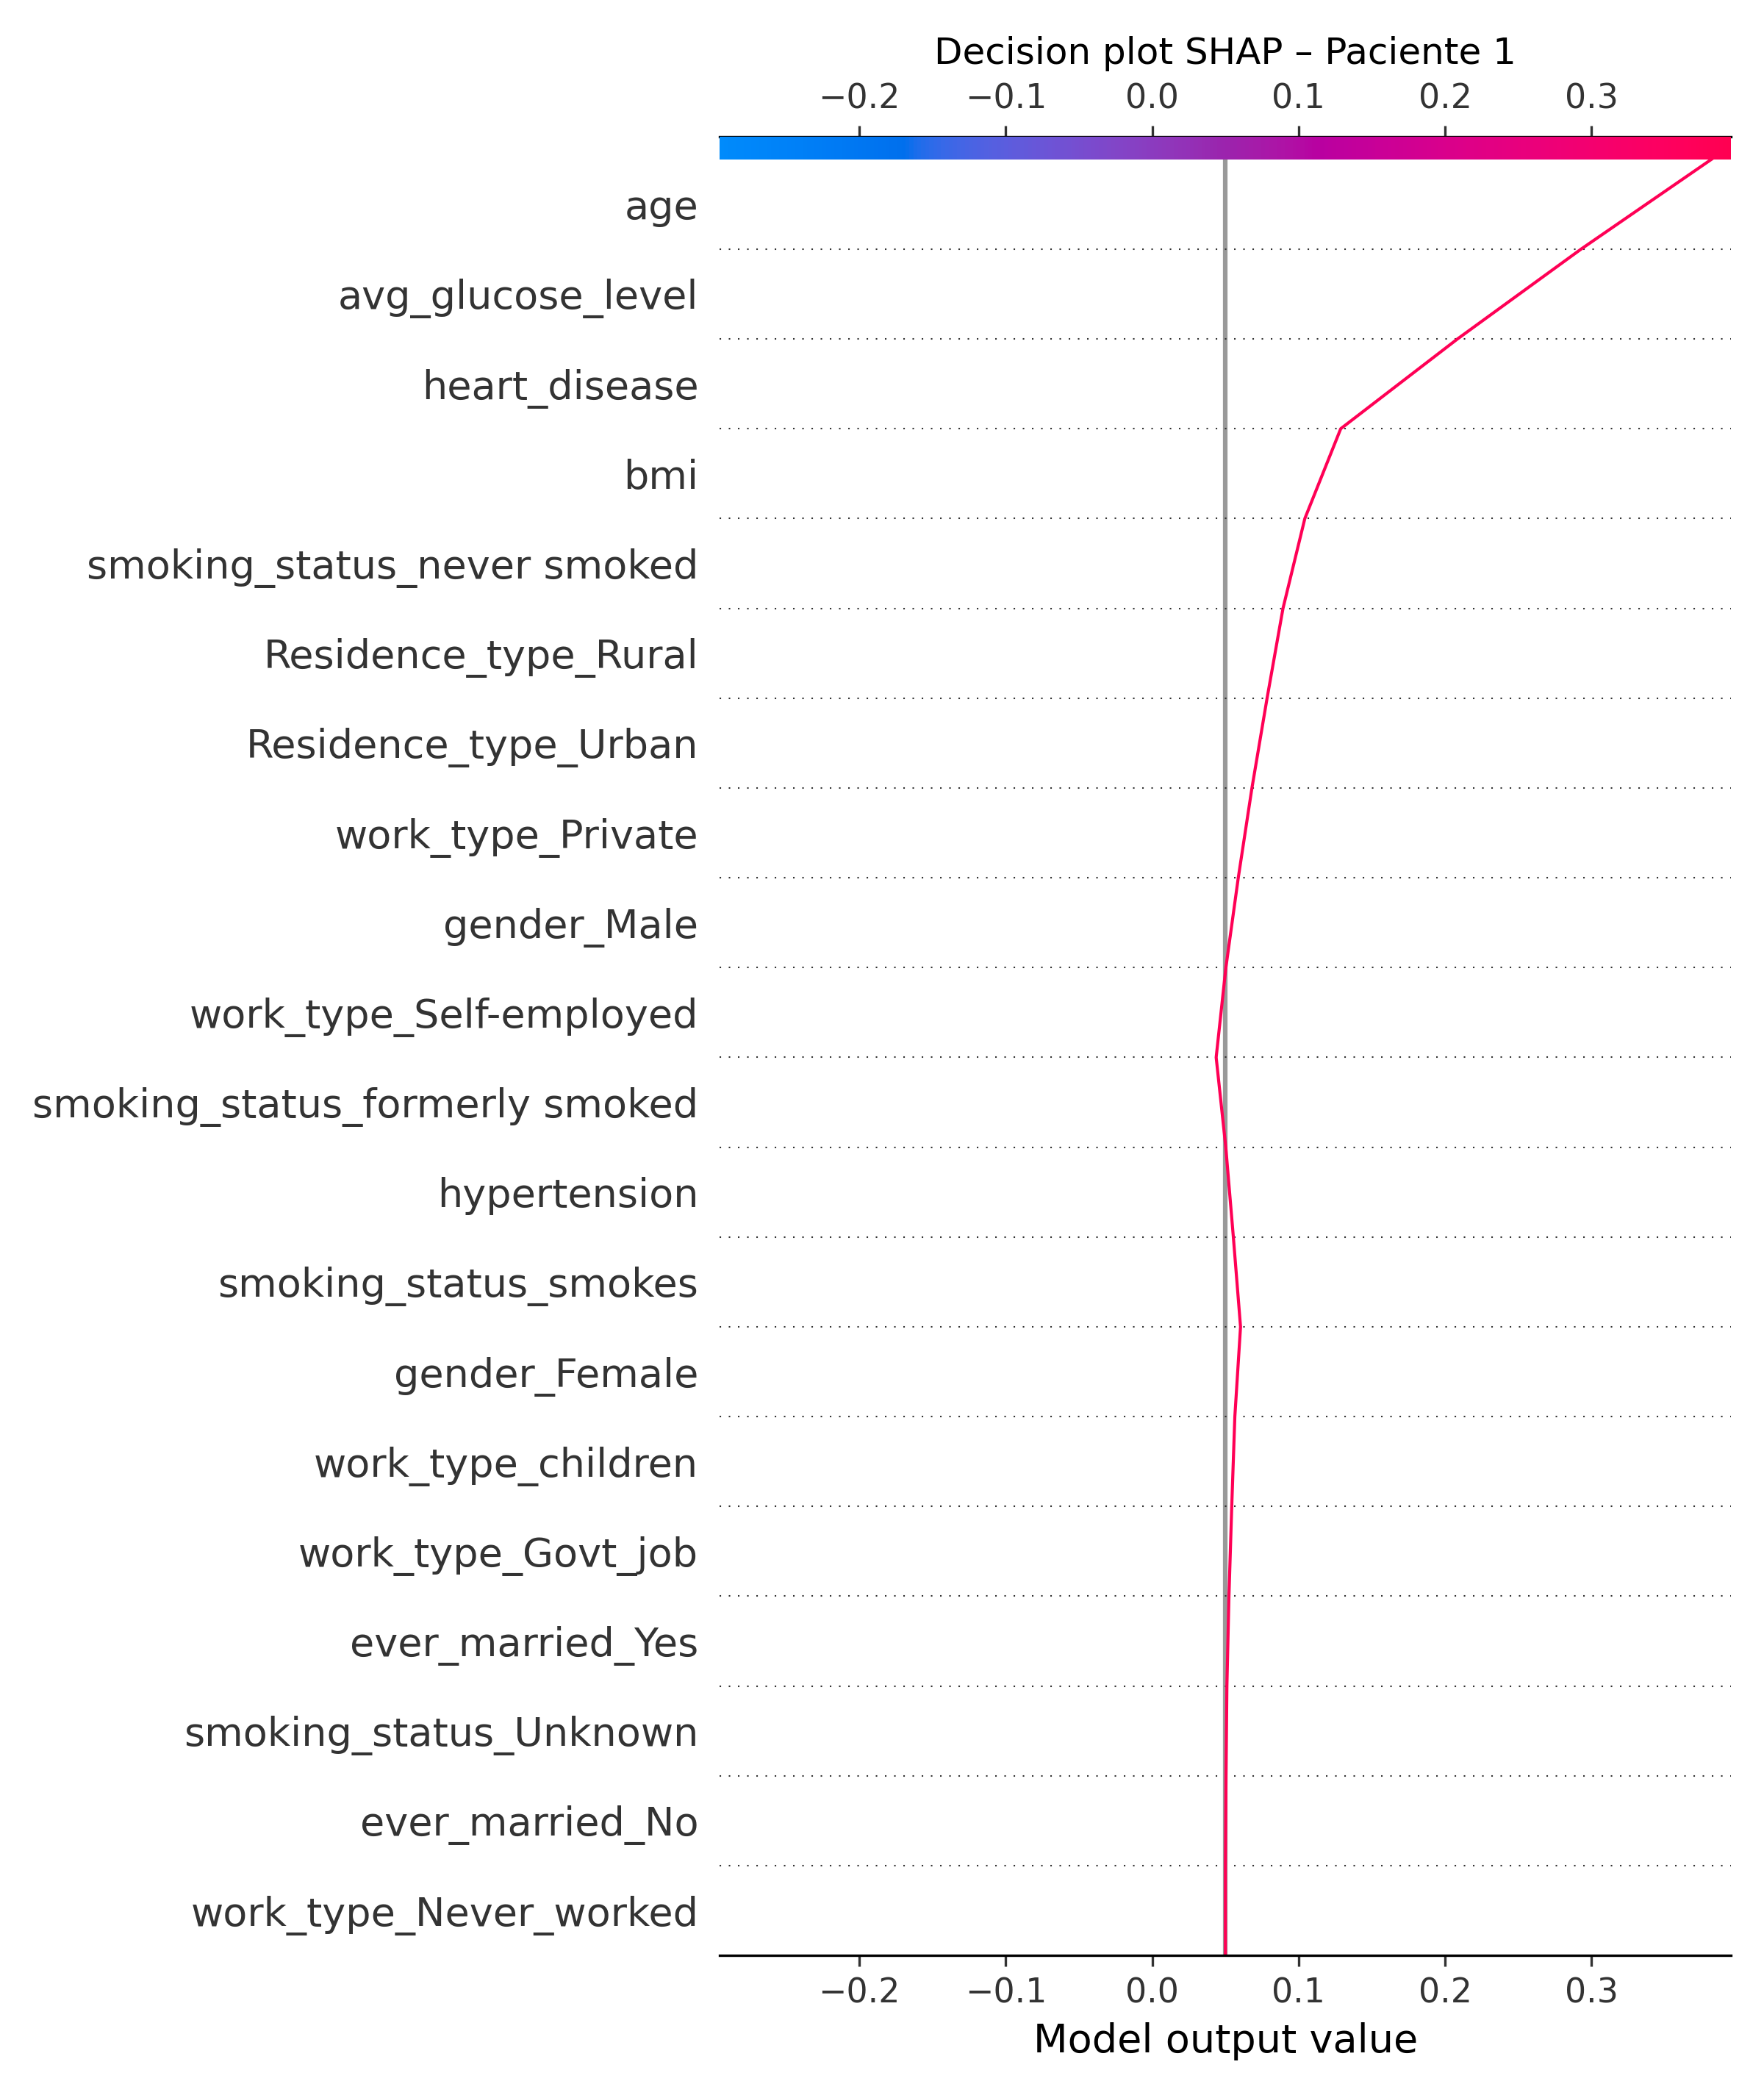 Decision plot SHAP – Paciente 1
−0.2 −0.1 0.0 0.1 0.2 0.3
age
avg_glucose_level
heart_disease
bmi
smoking_status_never smoked
Residence_type_Rural
Residence_type_Urban
work_type_Private
gender_Male
work_type_Self-employed
smoking_status_formerly smoked
hypertension
smoking_status_smokes
gender_Female
work_type_children
work_type_Govt_job
ever_married_Yes
smoking_status_Unknown
ever_married_No
work_type_Never_worked
−0.2 −0.1 0.0 0.1 0.2 0.3
Model output value